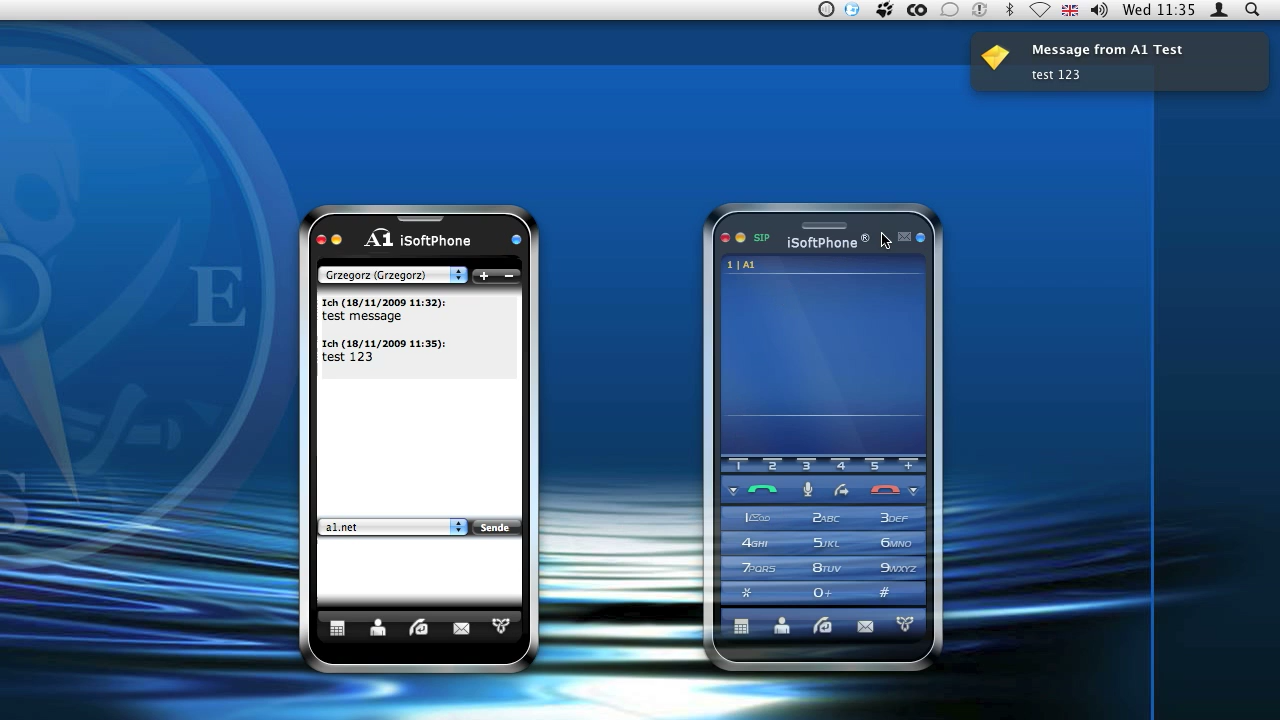 Wed 11:35
Message from A1 Test
test 123
N
E
S
A1 iSoftPhone
Grzegorz (Grzegorz)
+ −
Ich (18/11/2009 11:32):
test message
Ich (18/11/2009 11:35):
test 123
a1.net
Sende
SIP iSoftPhone ®
1 | A1
1 2 3 4 5 +
1 2ABC 3DEF
4GHI 5JKL 6MNO
7PQRS 8TUV 9WXYZ
* 0+ #